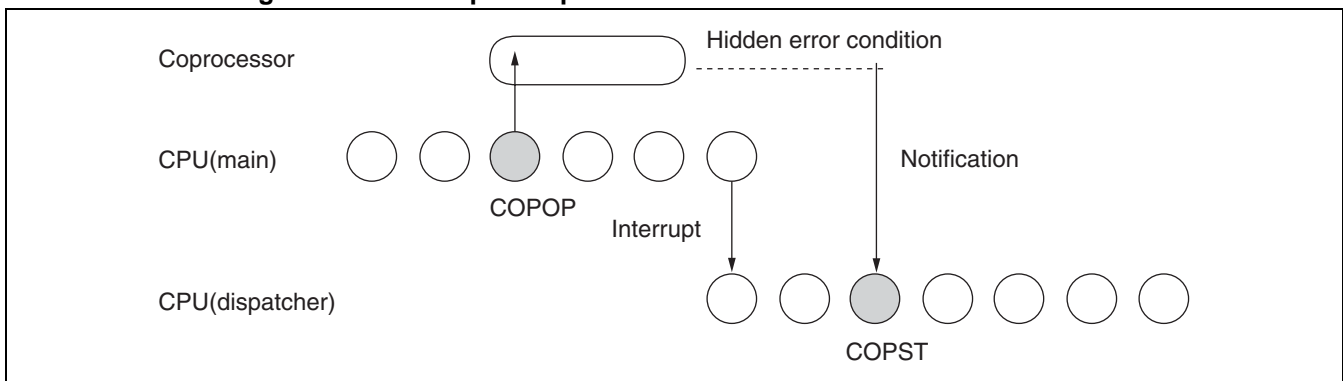 Coprocessor
Hidden error condition
CPU(main)
Notification
COPOP
Interrupt
CPU(dispatcher)
COPST